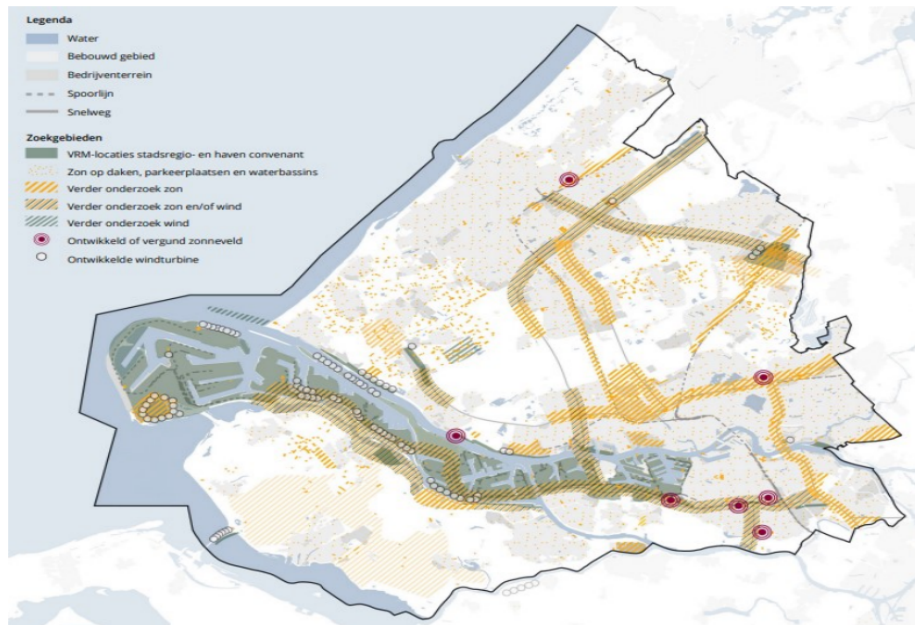 Legenda
Water
Bebouwd gebied
Bedrijventerrein
Spoorlijn
Snelweg
Zoekgebieden
VRM-locaties stadsregio- en haven convenant
Zon op daken, parkeerplaatsen en waterbassins
Verder onderzoek zon
Verder onderzoek zon en/of wind
Verder onderzoek wind
Ontwikkeld of vergund zonneveld
Ontwikkelde windturbine